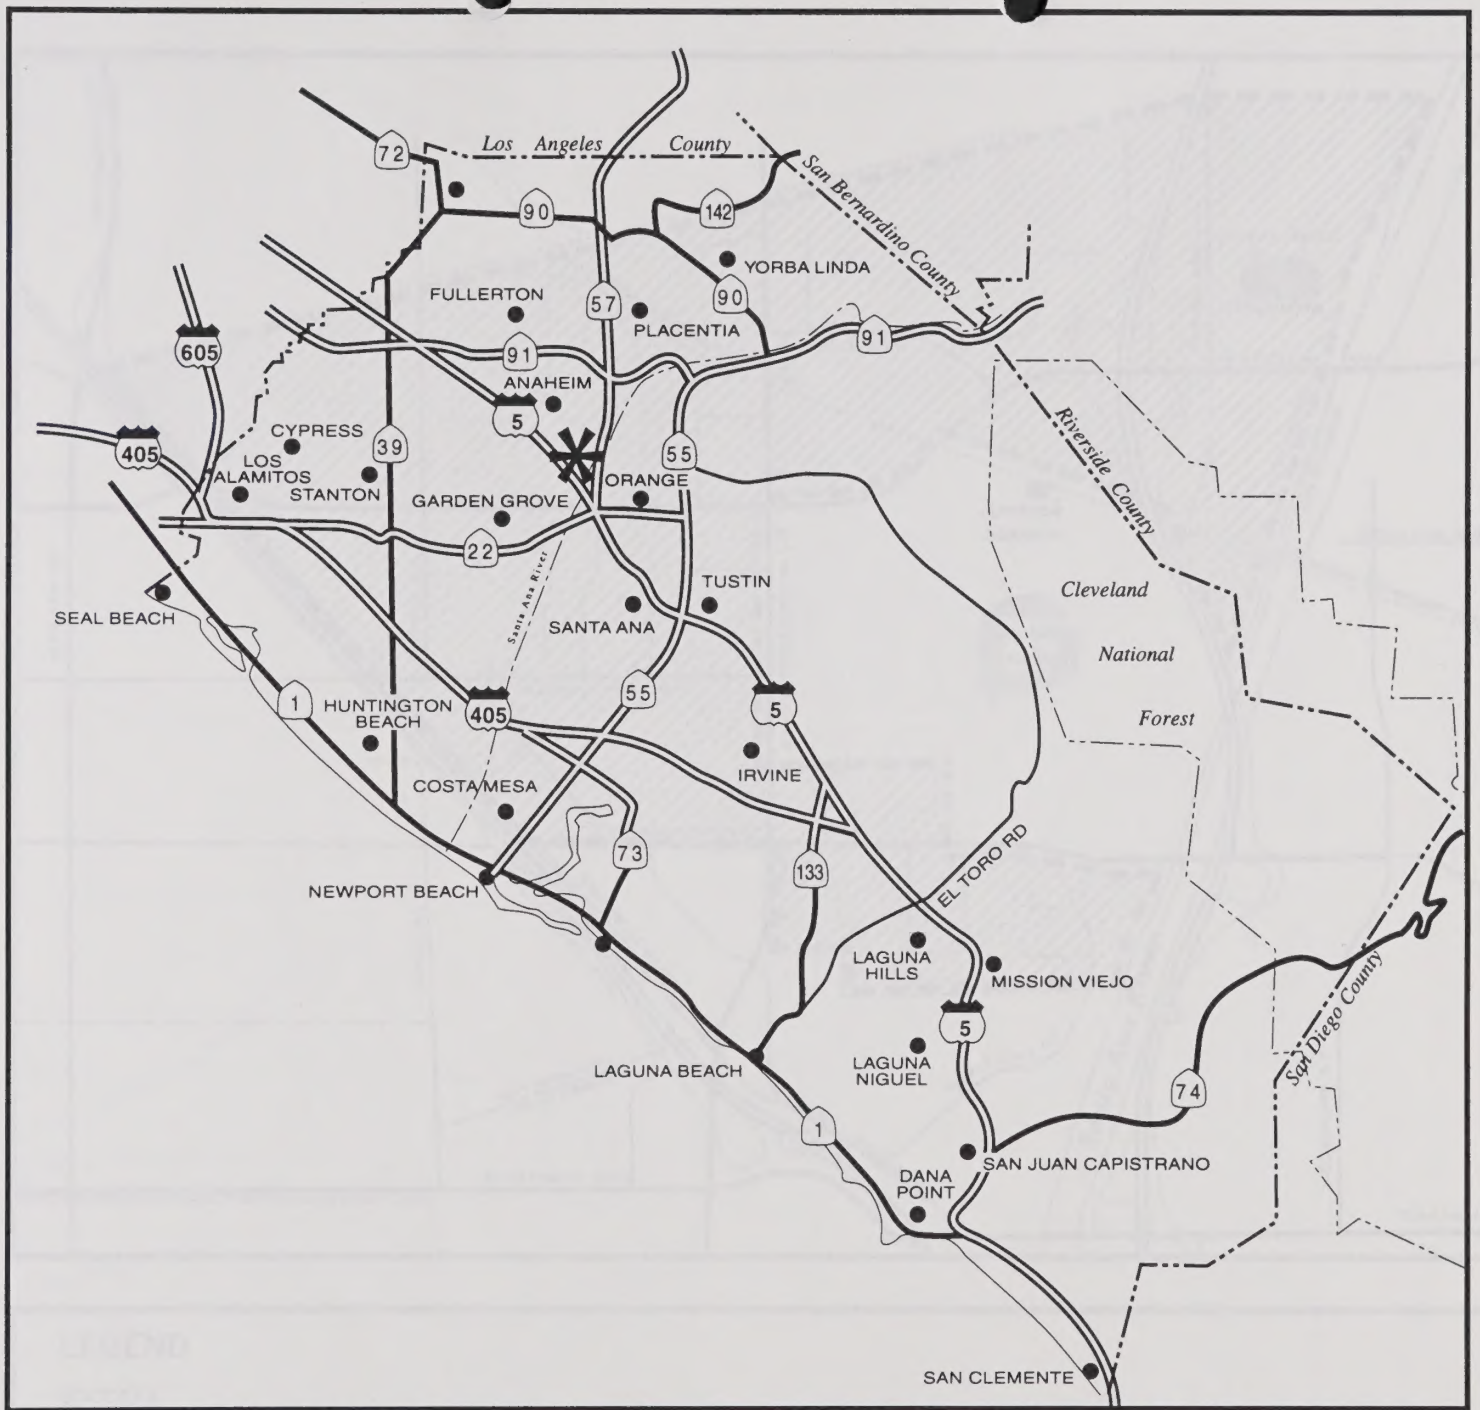 72
Los Angeles County
San Bernardino County
90
142
YORBA LINDA
FULLERTON
57
90
PLACENTIA
605
91
91
ANAHEIM
5
Riverside County
CYPRESS
39
405
LOS
ALAMITOS
STANTON
55
ORANGE
GARDEN GROVE
22
Santa Ana River
TUSTIN
Cleveland
National
Forest
SEAL BEACH
SANTA ANA
1
HUNTINGTON
BEACH
405
55
5
IRVINE
COSTA MESA
73
133
EL TORO RD
NEWPORT BEACH
LAGUNA
HILLS
MISSION VIEJO
San Diego County
5
LAGUNA BEACH
LAGUNA
NIGUEL
74
1
SAN JUAN CAPISTRANO
DANA
POINT
SAN CLEMENTE
LEGEND